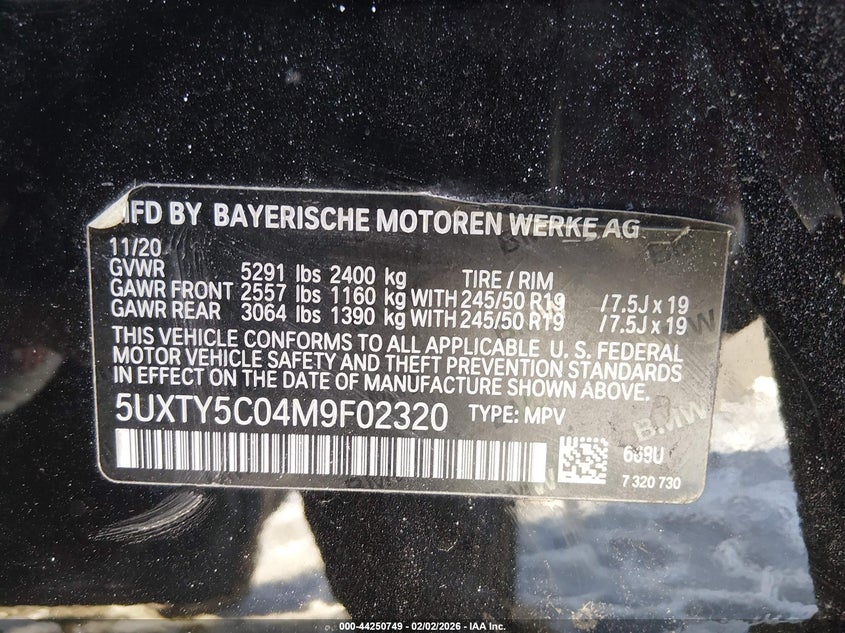 MFD BY BAYERISCHE MOTOREN WERKE AG
11/20
GVWR 5291 lbs 2400 kg TIRE / RIM
GAWR FRONT 2557 lbs 1160 kg WITH 245/50 R19 / 7.5J x 19
GAWR REAR 3064 lbs 1390 kg WITH 245/50 R19 / 7.5J x 19
THIS VEHICLE CONFORMS TO ALL APPLICABLE U. S. FEDERAL
MOTOR VEHICLE SAFETY AND THEFT PREVENTION STANDARDS
IN EFFECT ON THE DATE OF MANUFACTURE SHOWN ABOVE.
5UXTY5C04M9F02320 TYPE: MPV
7 320 730
BMW
BMW
BMW
BMW
000-44250749 - 02/02/2026 - IAA Inc.